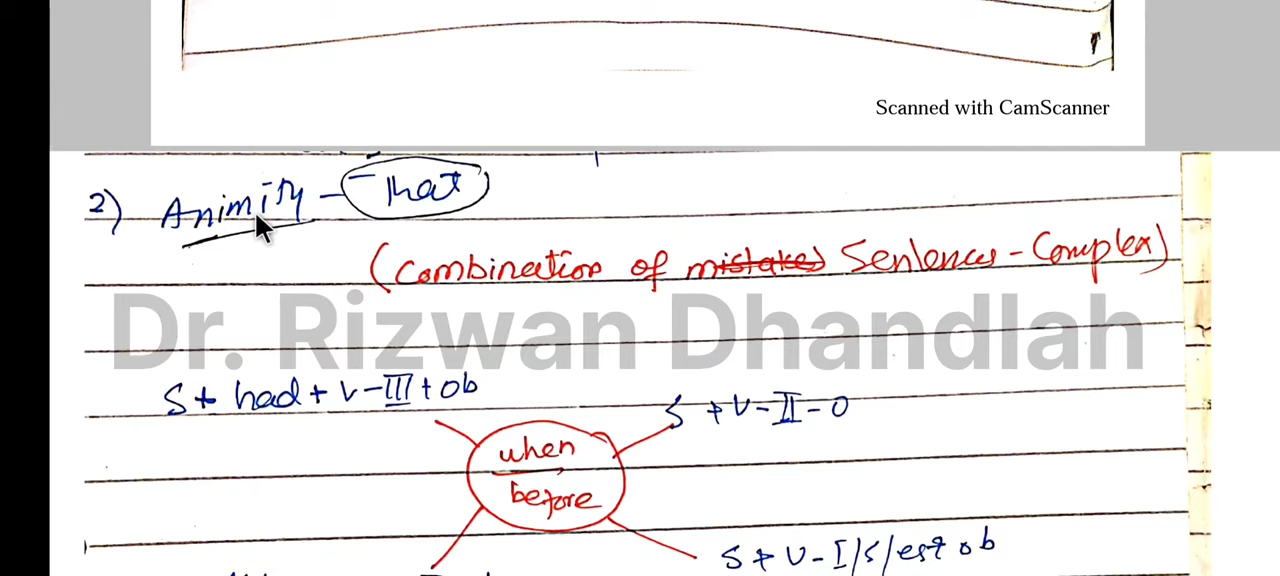 Scanned with CamScanner
2) Animity - That
(Combination of mistakes Sentences - Complex)
Dr. Rizwan Dhandlah
S + had + V-III + ob
S + V-II-O
when
before
S + V-I/S/es + ob